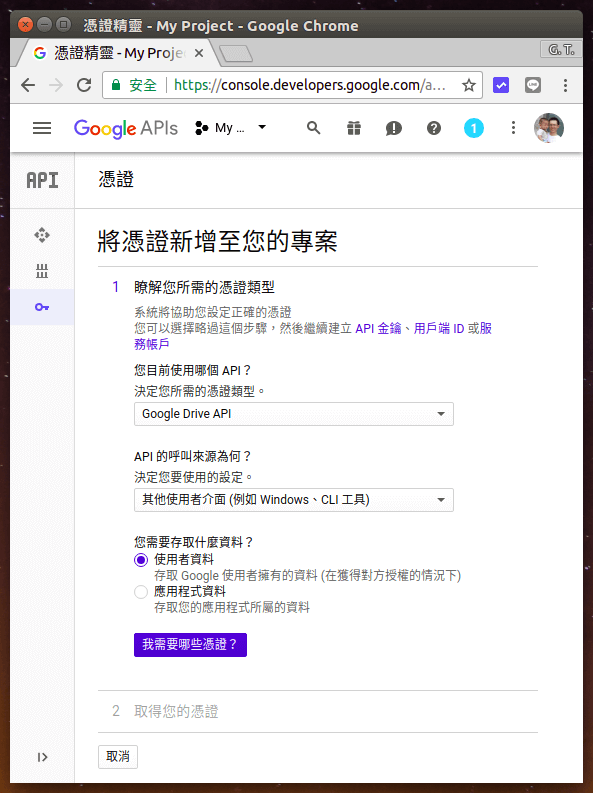 憑證精靈 - My Project - Google Chrome
憑證精靈 - My Proje
G. T.
安全
https://console.developers.google.com/a...
Google APIs
My ...
1
API
憑證
將憑證新增至您的專案
1 瞭解您所需的憑證類型
系統將協助您設定正確的憑證
您可以選擇略過這個步驟，然後繼續建立 API 金鑰、用戶端 ID 或服
務帳戶
您目前使用哪個 API？
決定您所需的憑證類型。
Google Drive API
API 的呼叫來源為何？
決定您要使用的設定。
其他使用者介面 (例如 Windows、CLI 工具)
您需要存取什麼資料？
使用者資料
存取 Google 使用者擁有的資料 (在獲得對方授權的情況下)
應用程式資料
存取您的應用程式所屬的資料
我需要哪些憑證？
2 取得您的憑證
取消